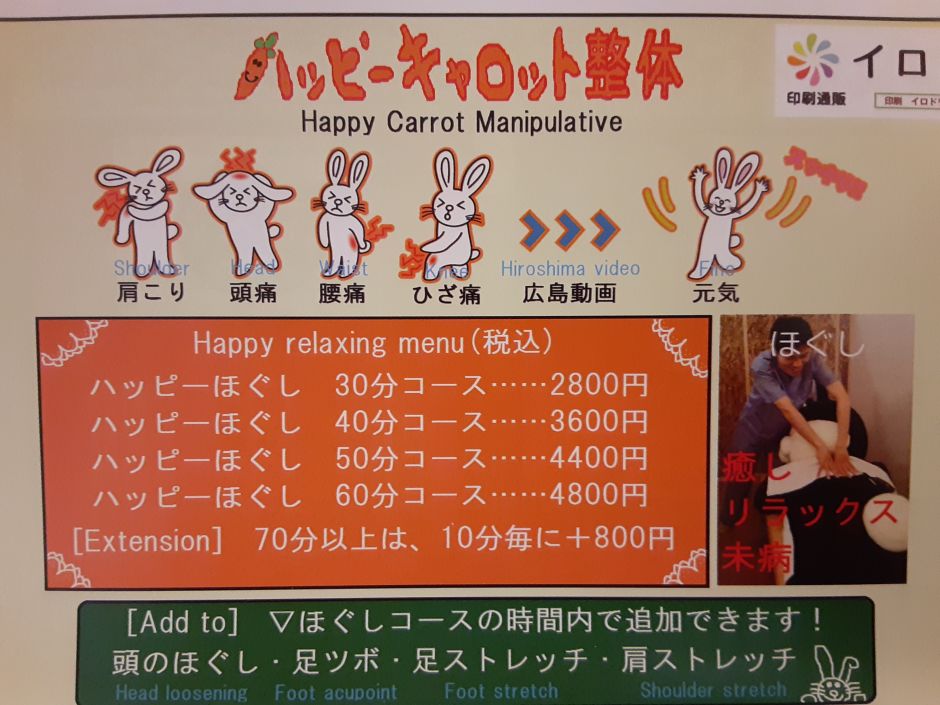 ハッピーキャロット整体
Happy Carrot Manipulative
イロ
印刷通販
印刷 イロド
Shoulder Head Waist Knee Hiroshima video Fine
肩こり 頭痛 腰痛 ひざ痛 広島動画 元気
Happy relaxing menu(税込)
ハッピーほぐし 30分コース……2800円
ハッピーほぐし 40分コース……3600円
ハッピーほぐし 50分コース……4400円
ハッピーほぐし 60分コース……4800円
[Extension] 70分以上は、10分毎に+800円
ほぐし
癒し
リラックス
未病
[Add to] ▽ほぐしコースの時間内で追加できます!
頭のほぐし・足ツボ・足ストレッチ・肩ストレッチ
Head loosening Foot acupoint Foot stretch Shoulder stretch